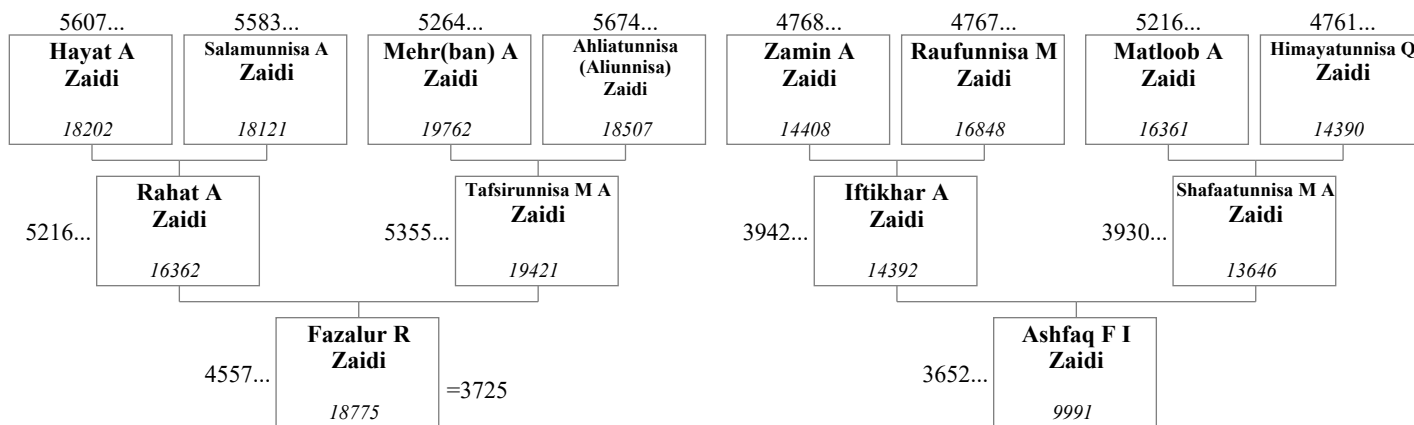 5607... 5583... 5264... 5674... 4768... 4767... 5216... 4761...
Hayat A
Zaidi
18202
Salamunnisa A
Zaidi
18121
Mehr(ban) A
Zaidi
19762
Ahliatunnisa
(Aliunnisa)
Zaidi
18507
Zamin A
Zaidi
14408
Raufunnisa M
Zaidi
16848
Matloob A
Zaidi
16361
Himayatunnisa Q
Zaidi
14390
5216...
Rahat A
Zaidi
16362
5355...
Tafsirunnisa M A
Zaidi
19421
3942...
Iftikhar A
Zaidi
14392
3930...
Shafaatunnisa M A
Zaidi
13646
4557...
Fazalur R
Zaidi
18775
=3725
3652...
Ashfaq F I
Zaidi
9991